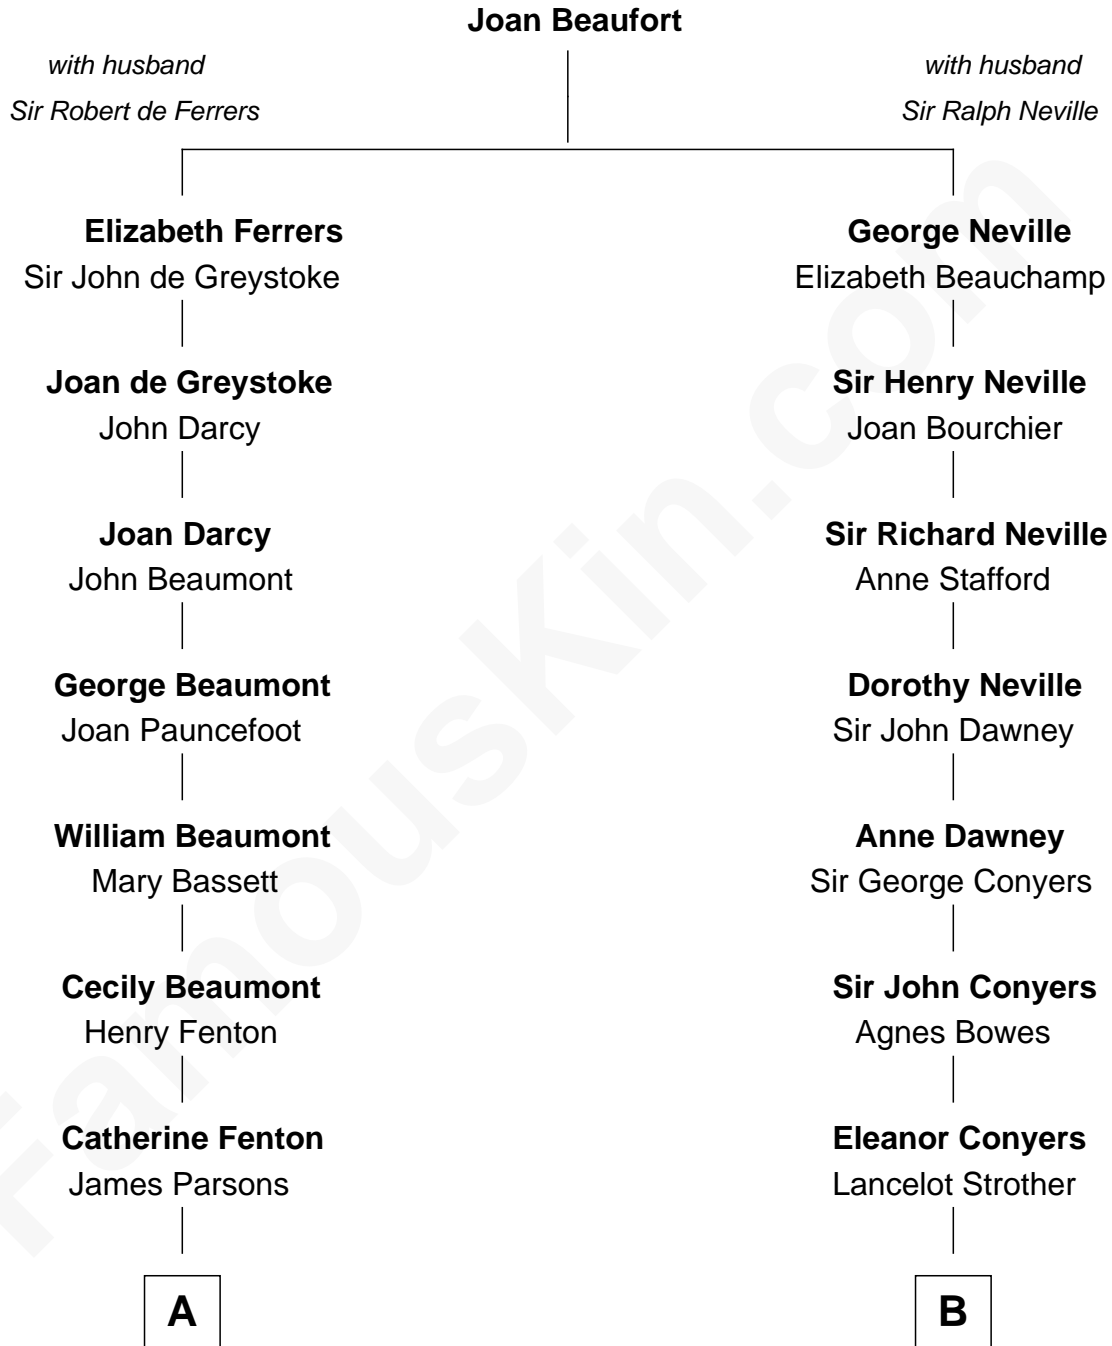 Joan Beaufort
with husband
Sir Robert de Ferrers
with husband
Sir Ralph Neville
Elizabeth Ferrers
Sir John de Greystoke
George Neville
Elizabeth Beauchamp
Joan de Greystoke
John Darcy
Sir Henry Neville
Joan Bourchier
Joan Darcy
John Beaumont
Sir Richard Neville
Anne Stafford
George Beaumont
Joan Pauncefoot
Dorothy Neville
Sir John Dawney
William Beaumont
Mary Bassett
Anne Dawney
Sir George Conyers
Cecily Beaumont
Henry Fenton
Sir John Conyers
Agnes Bowes
Catherine Fenton
James Parsons
Eleanor Conyers
Lancelot Strother
A
B
FamousKin.com